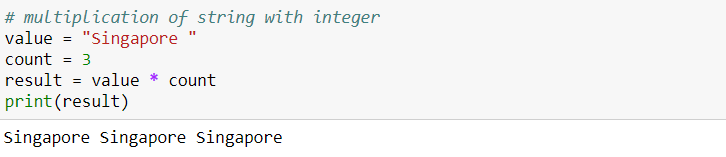 # multiplication of string with integer
value = "Singapore "
count = 3
result = value * count
print(result)
Singapore Singapore Singapore